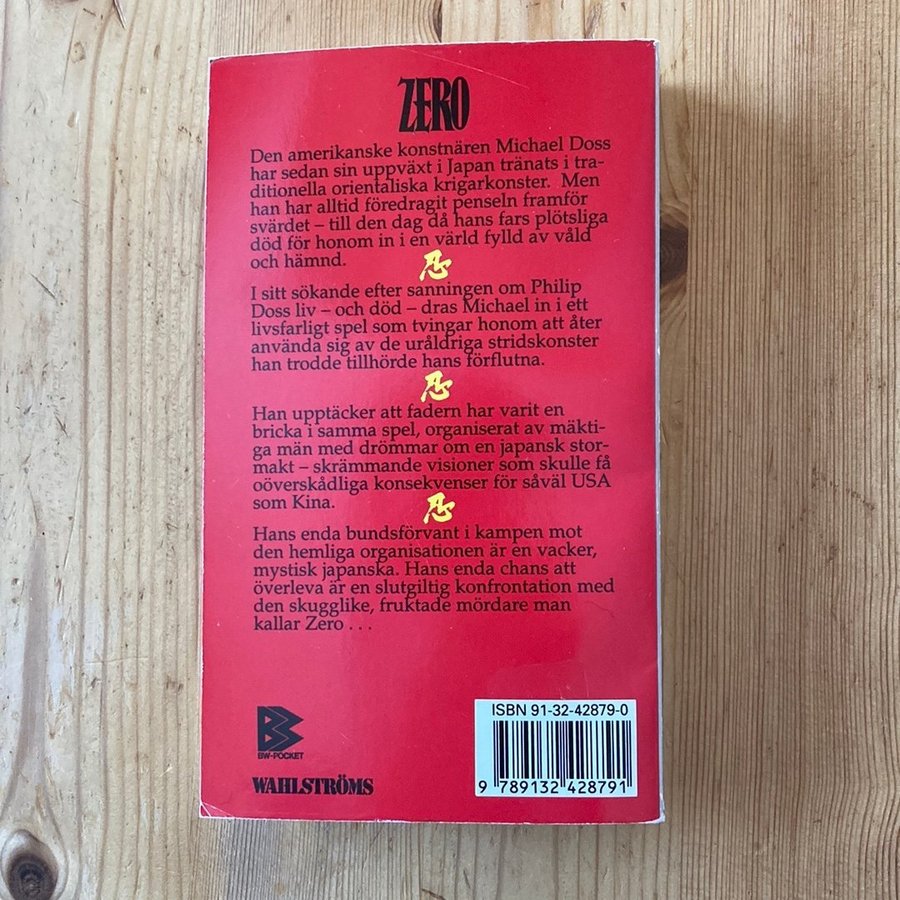 ZERO
Den amerikanske konstnären Michael Doss
har sedan sin uppväxt i Japan tränats i tra-
ditionella orientaliska krigarkonster. Men
han har alltid föredragit penseln framför
svärdet – till den dag då hans fars plötsliga
död för honom in i en värld fylld av våld
och hämnd.
忍
I sitt sökande efter sanningen om Philip
Doss liv – och död – dras Michael in i ett
livsfarligt spel som tvingar honom att åter
använda sig av de uråldriga stridskonster
han trodde tillhörde hans förflutna.
忍
Han upptäcker att fadern har varit en
bricka i samma spel, organiserat av mäkti-
ga män med drömmar om en japansk stor-
makt – skrämmande visioner som skulle få
oöverskådliga konsekvenser för såväl USA
som Kina.
忍
Hans enda bundsförvant i kampen mot
den hemliga organisationen är en vacker,
mystisk japanska. Hans enda chans att
överleva är en slutgiltig konfrontation med
den skugglike, fruktade mördare man
kallar Zero . . .
BW-POCKET
WAHLSTRÖMS
ISBN 91-32-42879-0
9 789132 428791